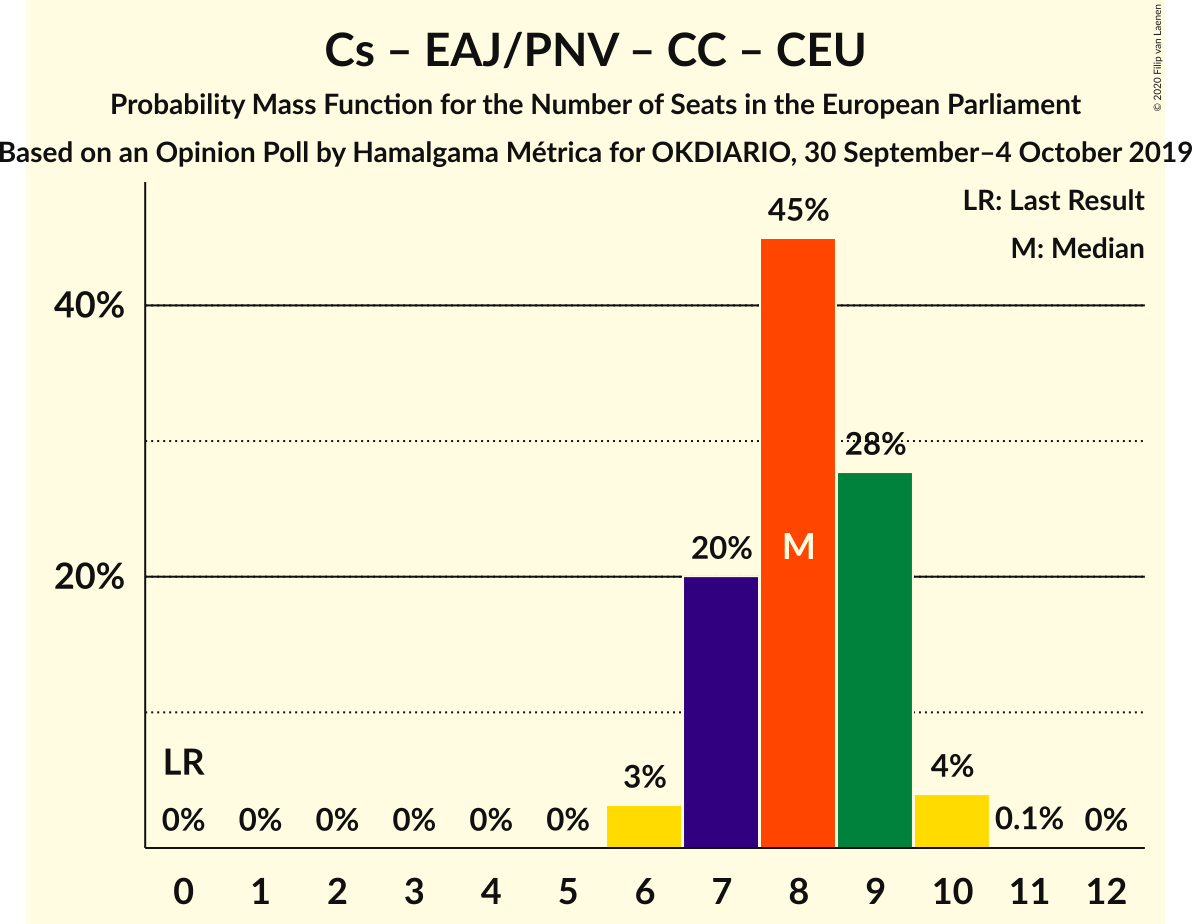 Cs – EAJ/PNV – CC – CEU
Probability Mass Function for the Number of Seats in the European Parliament
Based on an Opinion Poll by Hamalgama Métrica for OKDIARIO, 30 September–4 October 2019
© 2020 Filip van Laenen
LR: Last Result
M: Median
45%
40%
28%
20%
M
20%
LR
0% 0% 0% 0% 0% 0% 3% 4% 0.1% 0%
0 1 2 3 4 5 6 7 8 9 10 11 12